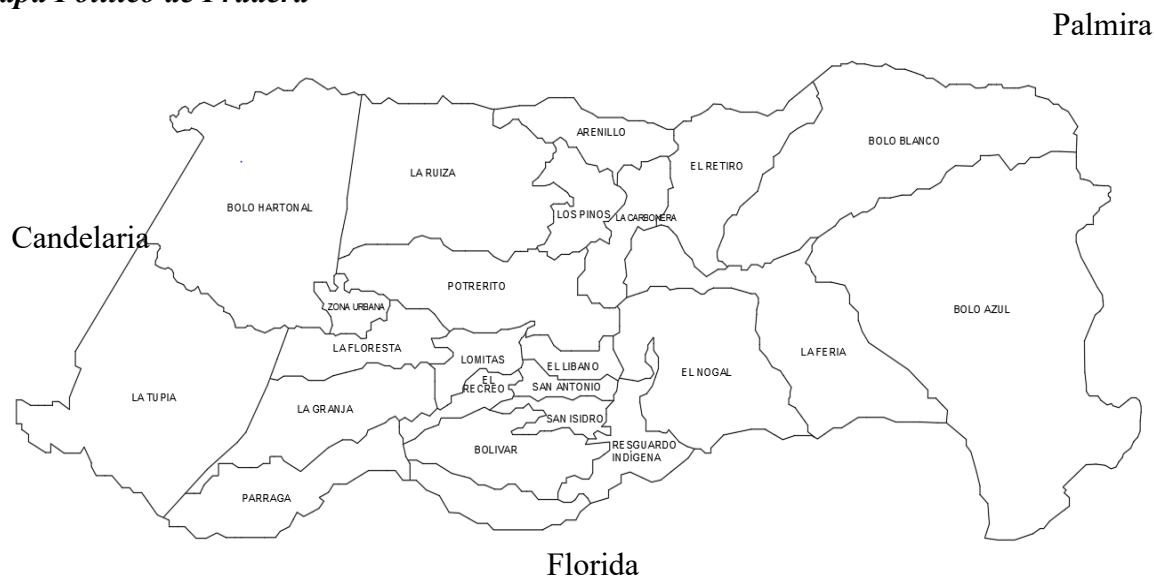 Político de Pradera
Palmira
ARENILLO
BOLO BLANCO
EL RETIRO
LA RUIZA
BOLO HARTONAL
LOS PINOS
LA CARBONERA
Candelaria
POTRERITO
ZONA URBANA
BOLO AZUL
LA FLORESTA
LA FERIA
LOMITAS
EL LIBANO
EL NOGAL
EL
RECREO
SAN ANTONIO
LA TUPIA
LA GRANJA
SAN ISIDRO
BOLIVAR
RESGUARDO
INDÍGENA
PARRAGA
Florida